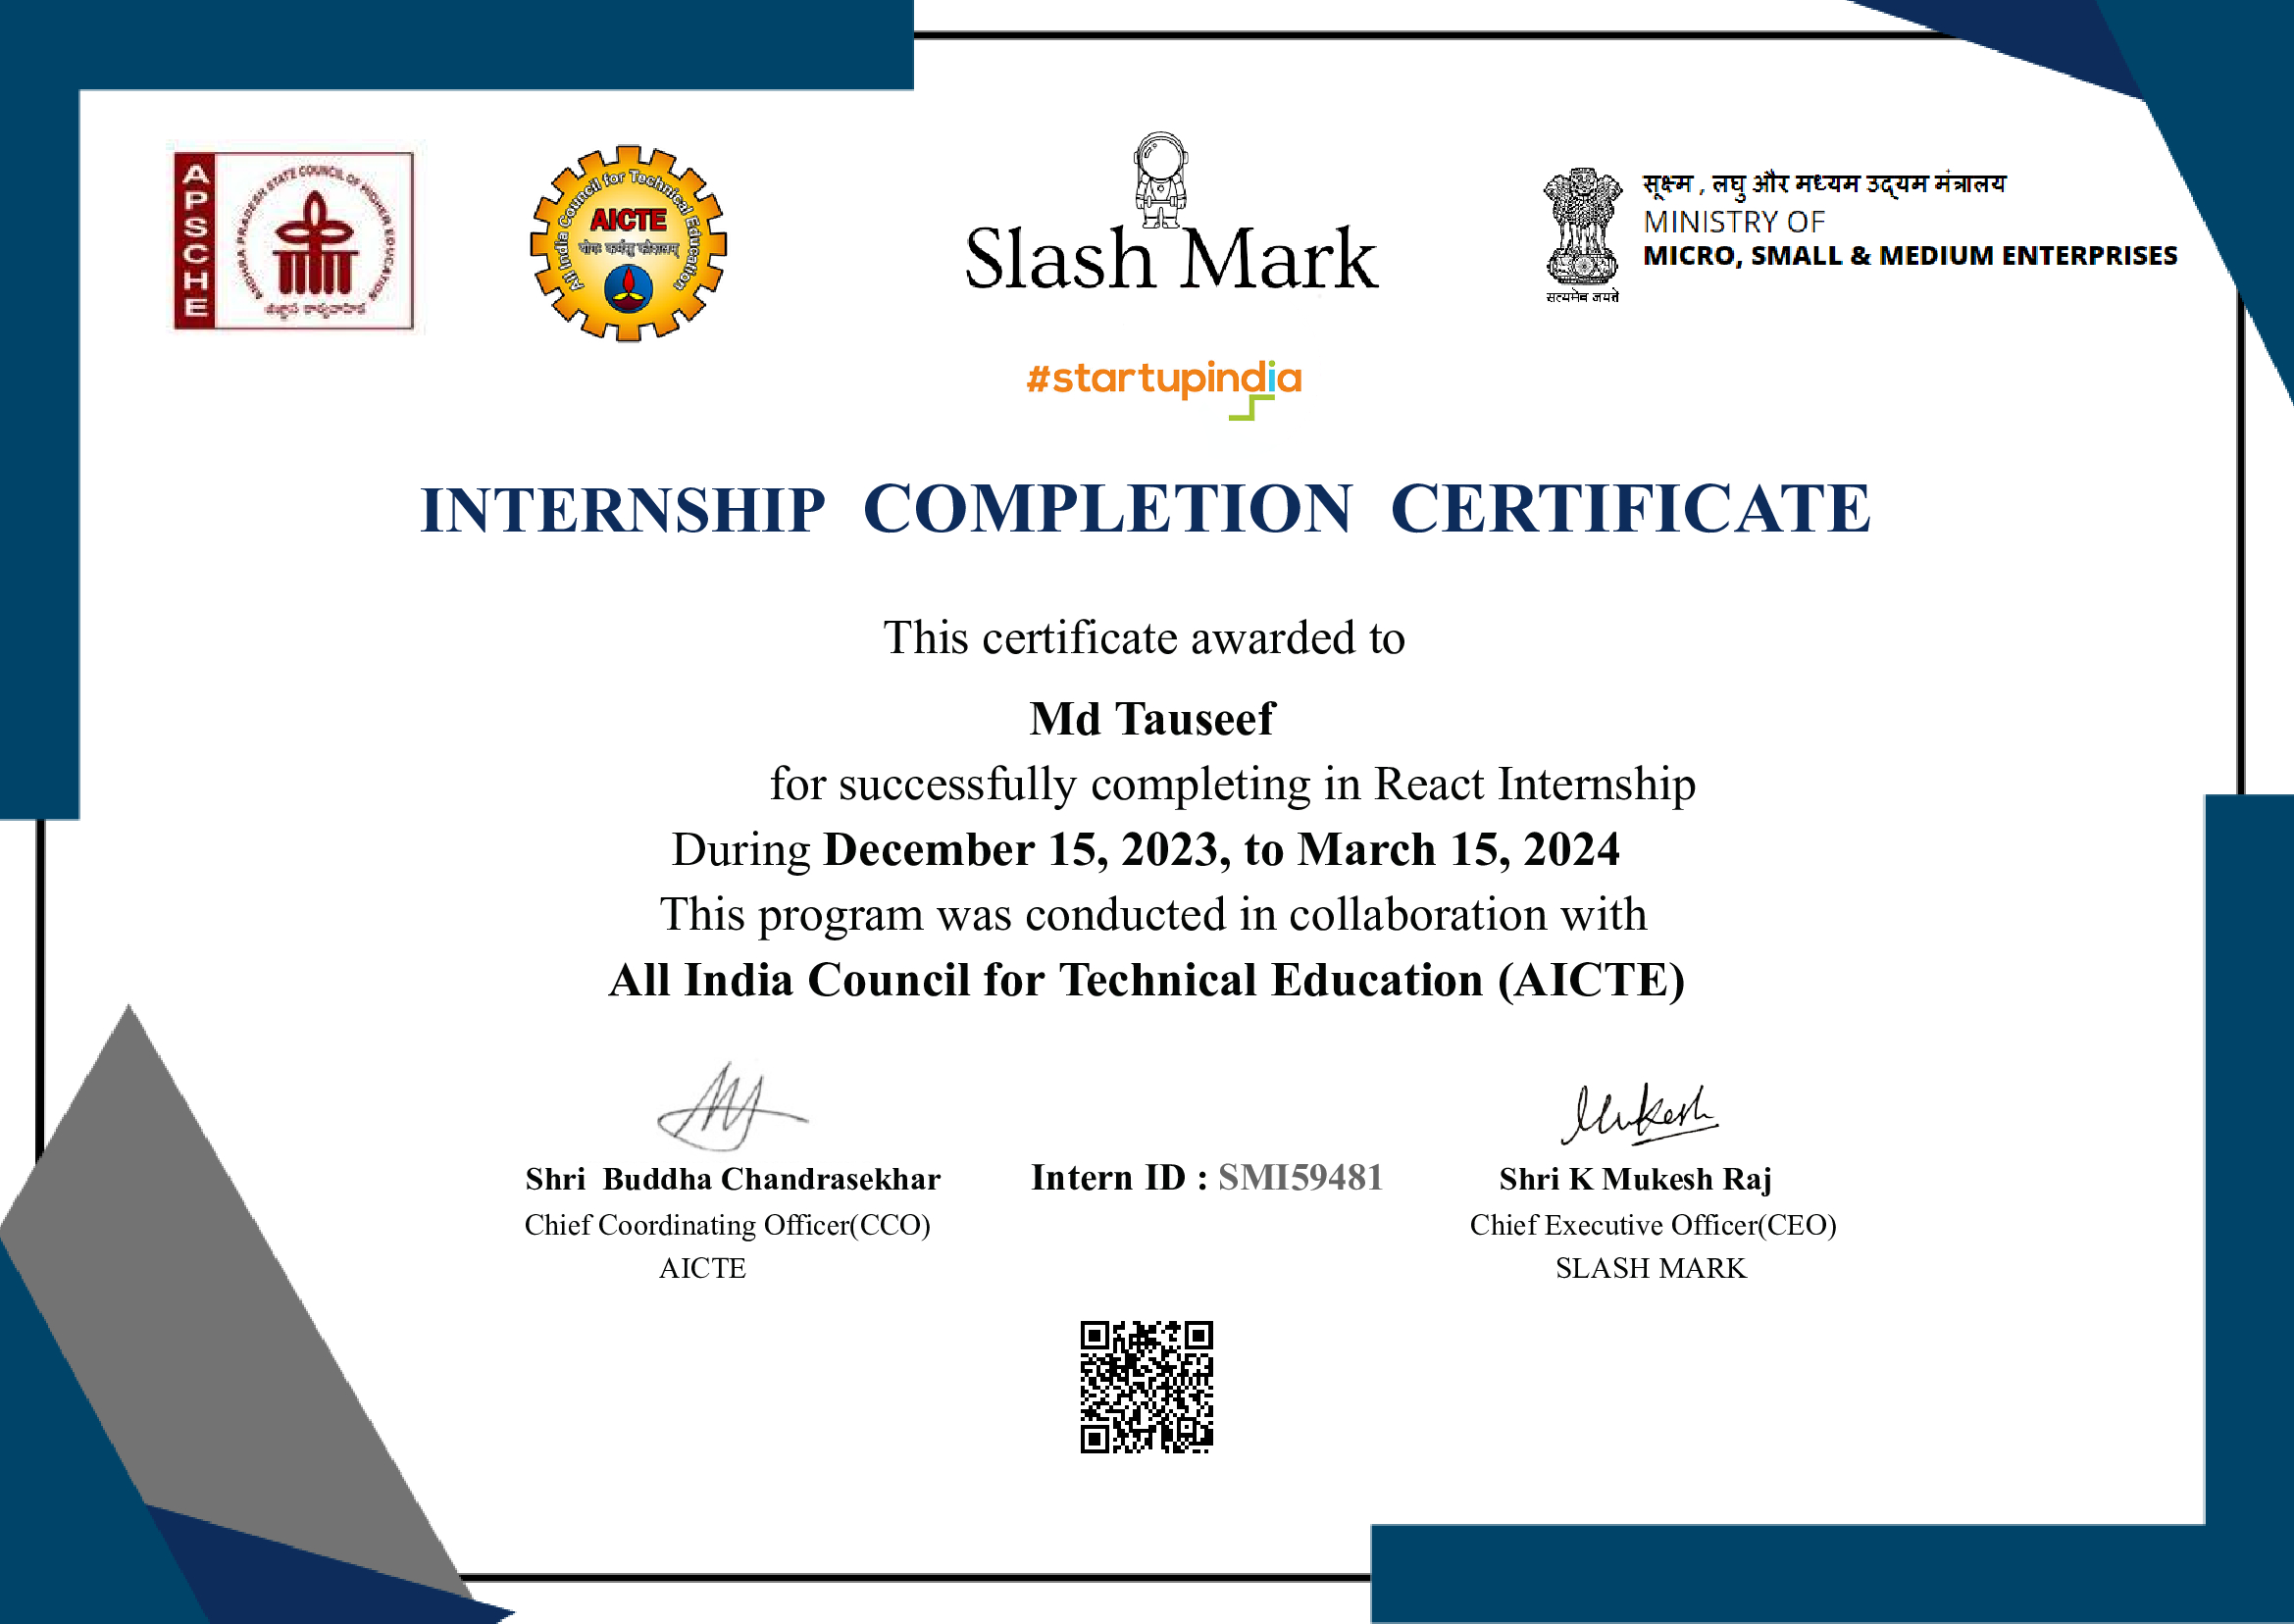 APSCHE
ANDHRA PRADESH STATE COUNCIL OF HIGHER EDUCATION
All India Council for Technical Education
AICTE
योगः कर्मसु कौशलम्
Slash Mark
सूक्ष्म , लघु और मध्यम उद्यम मंत्रालय
MINISTRY OF
MICRO, SMALL & MEDIUM ENTERPRISES
सत्यमेव जयते
#startupindia
INTERNSHIP COMPLETION CERTIFICATE
This certificate awarded to
Md Tauseef
for successfully completing in React Internship
During December 15, 2023, to March 15, 2024
This program was conducted in collaboration with
All India Council for Technical Education (AICTE)
Mukesh
Shri Buddha Chandrasekhar
Intern ID : SMI59481
Shri K Mukesh Raj
Chief Coordinating Officer(CCO)
Chief Executive Officer(CEO)
AICTE
SLASH MARK